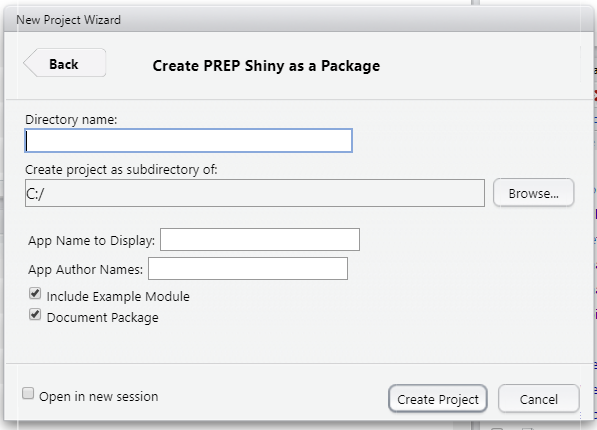 New Project Wizard
Back
Create PREP Shiny as a Package
Directory name:
Create project as subdirectory of:
C:/
Browse...
App Name to Display:
App Author Names:
Include Example Module
Document Package
Open in new session
Create Project
Cancel